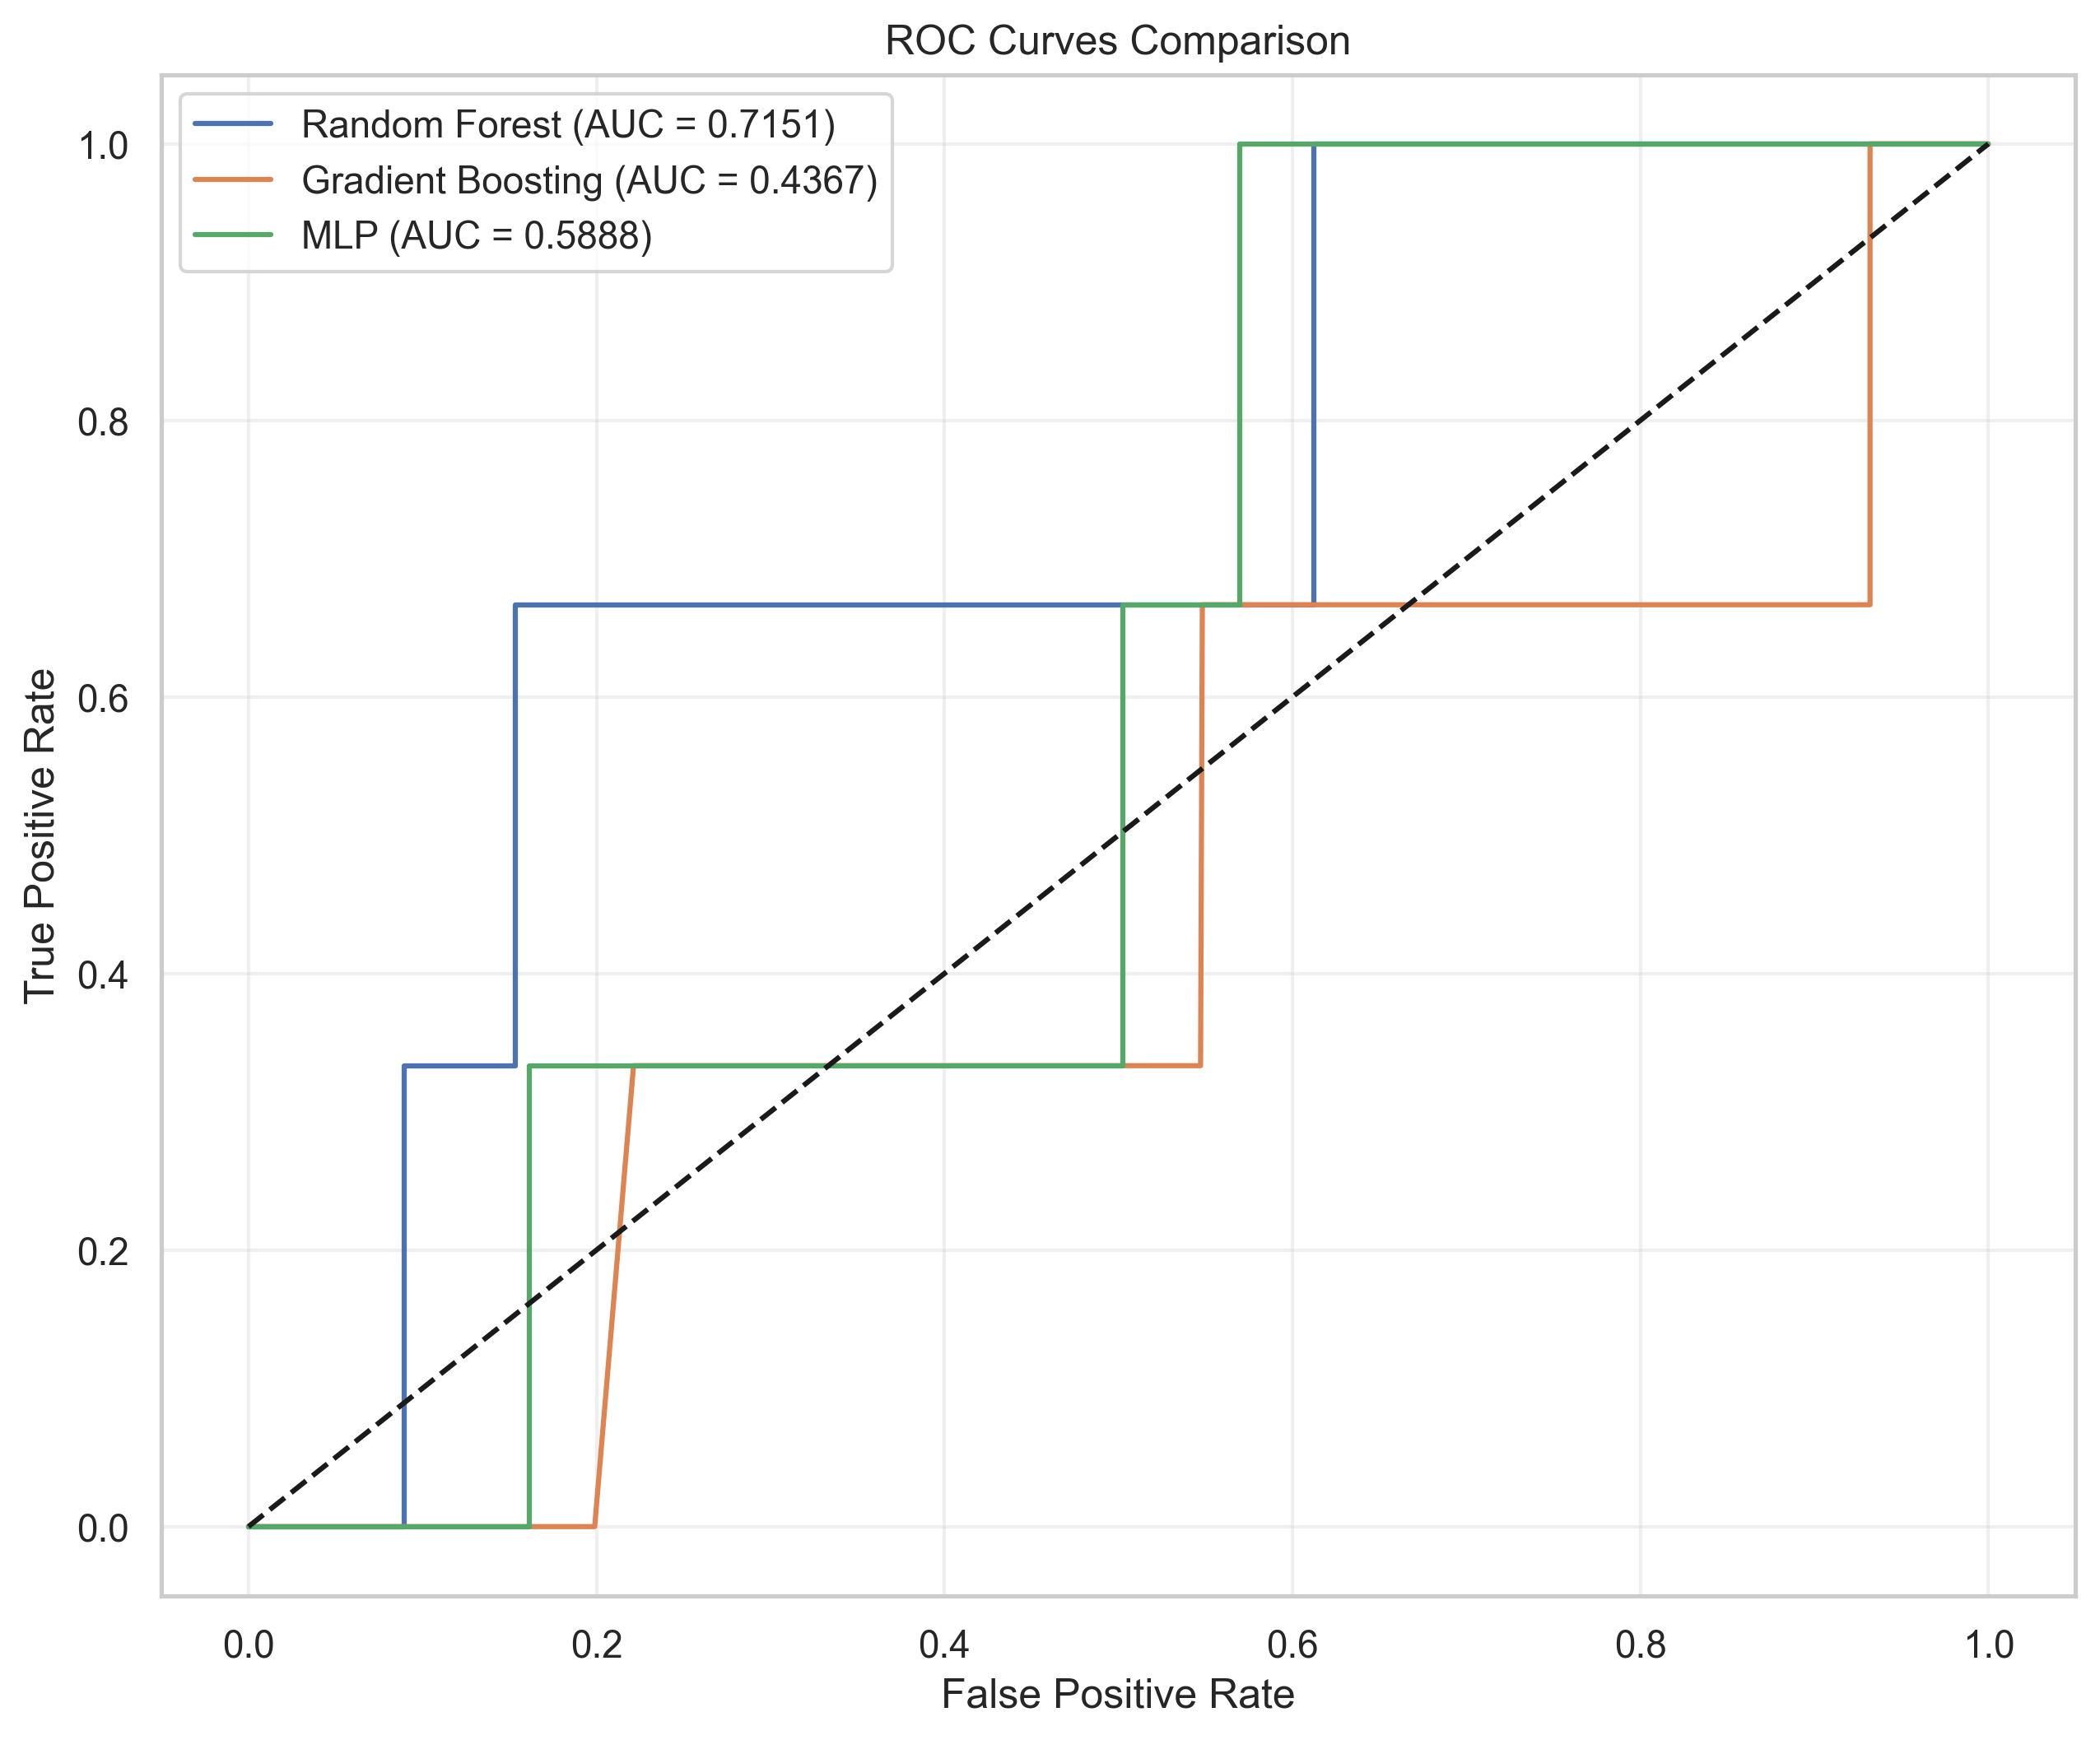 ROC Curves Comparison
Random Forest (AUC = 0.7151)
Gradient Boosting (AUC = 0.4367)
MLP (AUC = 0.5888)
True Positive Rate
1.0
0.8
0.6
0.4
0.2
0.0
0.0 0.2 0.4 0.6 0.8 1.0
False Positive Rate